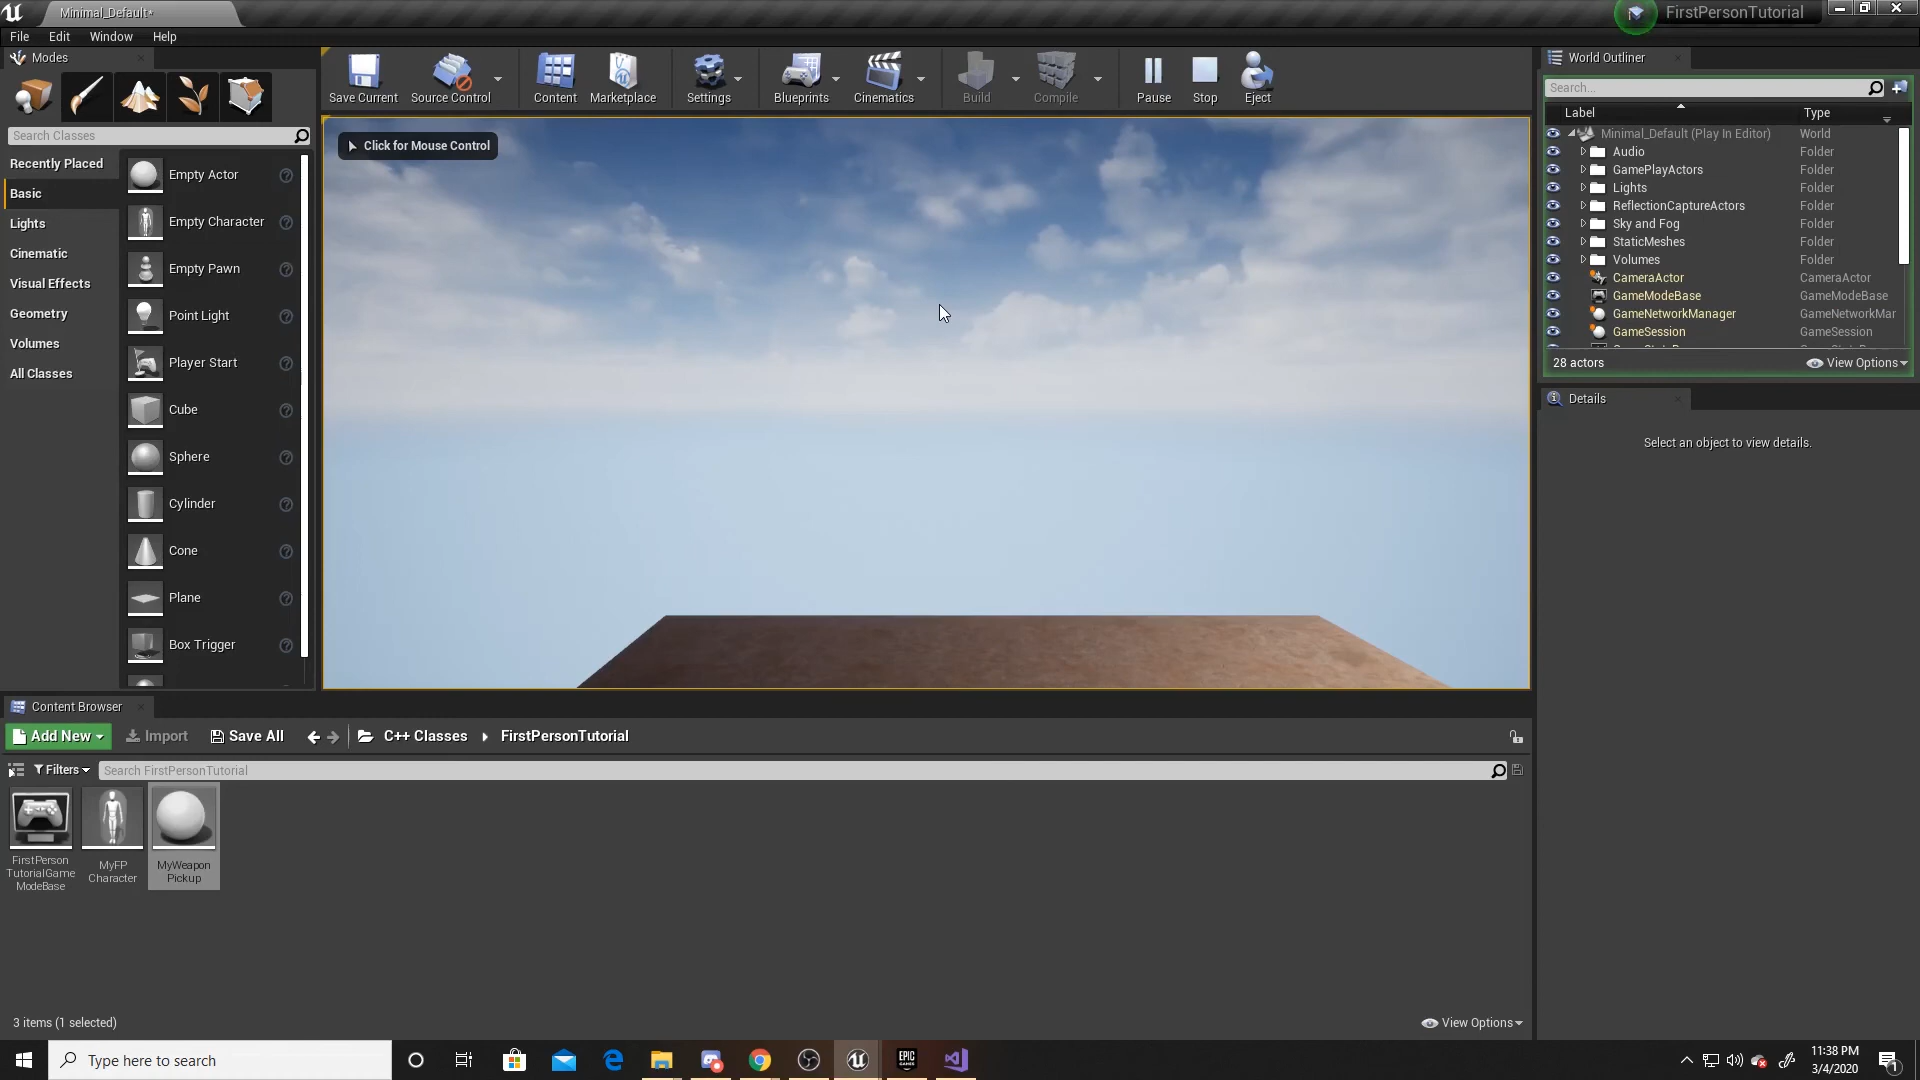 Minimal_Default*
FirstPersonTutorial
File Edit Window Help
Modes
Search Classes
Recently Placed
Basic
Lights
Cinematic
Visual Effects
Geometry
Volumes
All Classes
Empty Actor
Empty Character
Empty Pawn
Point Light
Player Start
Cube
Sphere
Cylinder
Cone
Plane
Box Trigger
Save Current
Source Control
Content
Marketplace
Settings
Blueprints
Cinematics
Build
Compile
Pause
Stop
Eject
Click for Mouse Control
World Outliner
Search...
Label Type
Minimal_Default (Play In Editor) World
Audio Folder
GamePlayActors Folder
Lights Folder
ReflectionCaptureActors Folder
Sky and Fog Folder
StaticMeshes Folder
Volumes Folder
CameraActor CameraActor
GameModeBase GameModeBase
GameNetworkManager GameNetworkMar
GameSession GameSession
28 actors
View Options
Details
Select an object to view details.
Content Browser
Add New
Import
Save All
C++ Classes
FirstPersonTutorial
Filters
Search FirstPersonTutorial
FirstPerson
TutorialGame
ModeBase
MyFP
Character
MyWeapon
Pickup
3 items (1 selected)
View Options
Type here to search
EPIC
GAMES
11:38 PM
3/4/2020
1